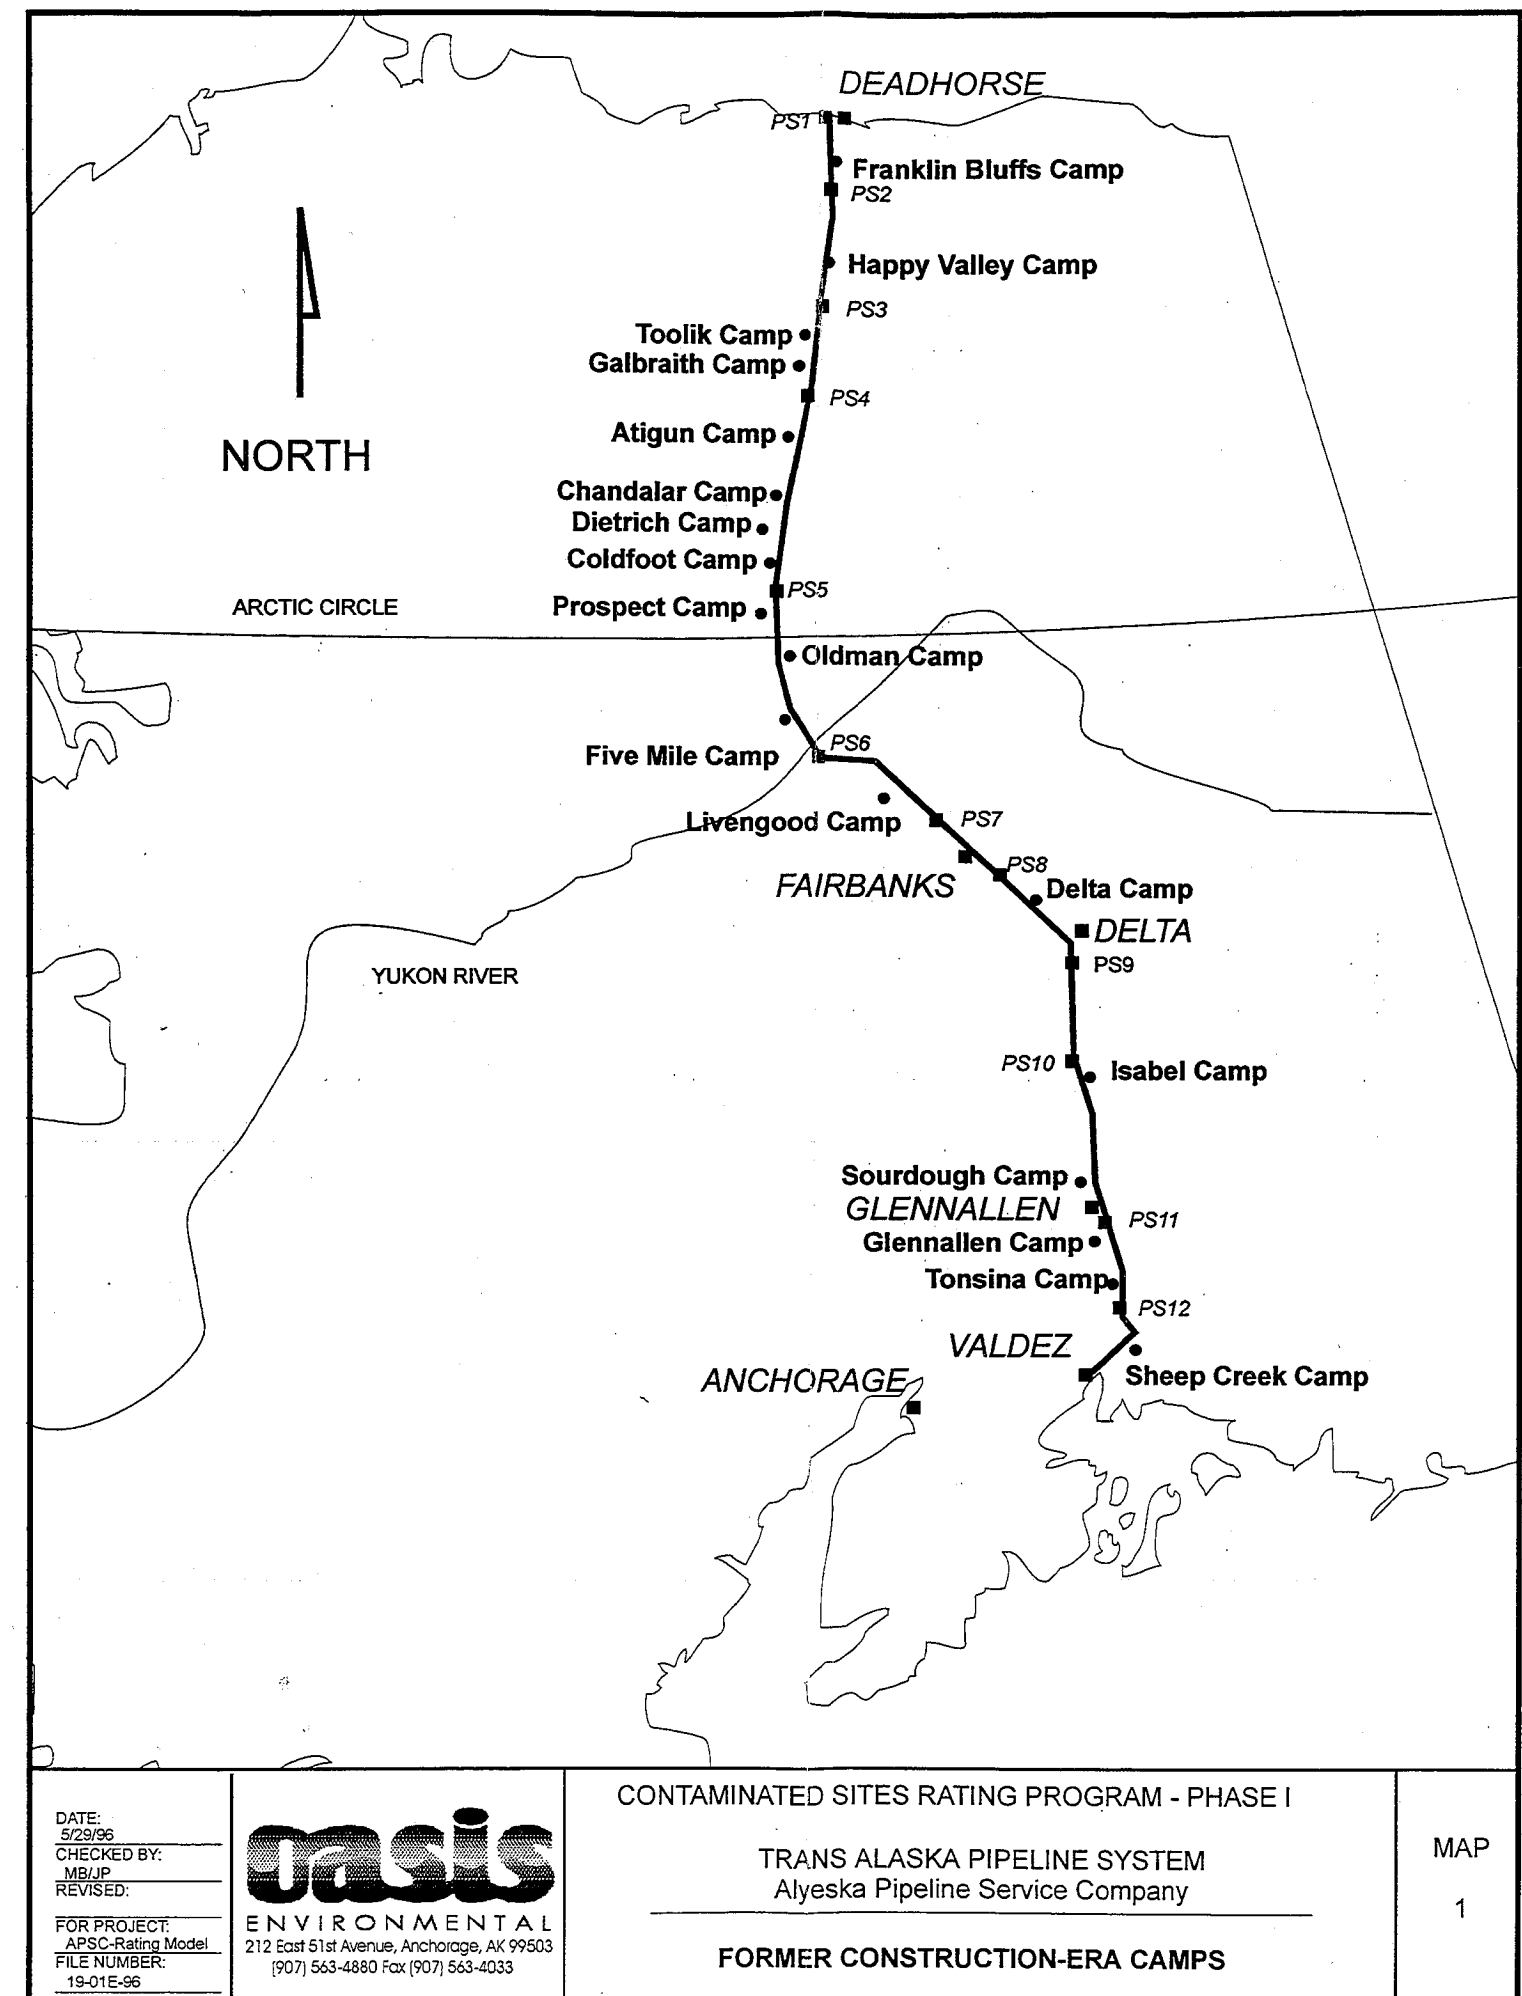 DEADHORSE
PS1
Franklin Bluffs Camp
PS2
Happy Valley Camp
PS3
Toolik Camp
Galbraith Camp
PS4
Atigun Camp
NORTH
Chandalar Camp
Dietrich Camp
Coldfoot Camp
PS5
ARCTIC CIRCLE
Prospect Camp
Oldman Camp
PS6
Five Mile Camp
Livengood Camp
PS7
PS8
FAIRBANKS
Delta Camp
DELTA
PS9
YUKON RIVER
PS10
Isabel Camp
Sourdough Camp
GLENNALLEN
PS11
Glennallen Camp
Tonsina Camp
PS12
VALDEZ
Sheep Creek Camp
ANCHORAGE
DATE:
5/29/96
CHECKED BY:
MB/JP
REVISED:
FOR PROJECT:
APSC-Rating Model
FILE NUMBER:
19-01E-96
oasis
ENVIRONMENTAL
212 East 51st Avenue, Anchorage, AK 99503
(907) 563-4880 Fax (907) 563-4033
CONTAMINATED SITES RATING PROGRAM - PHASE I
TRANS ALASKA PIPELINE SYSTEM
Alyeska Pipeline Service Company
FORMER CONSTRUCTION-ERA CAMPS
MAP
1